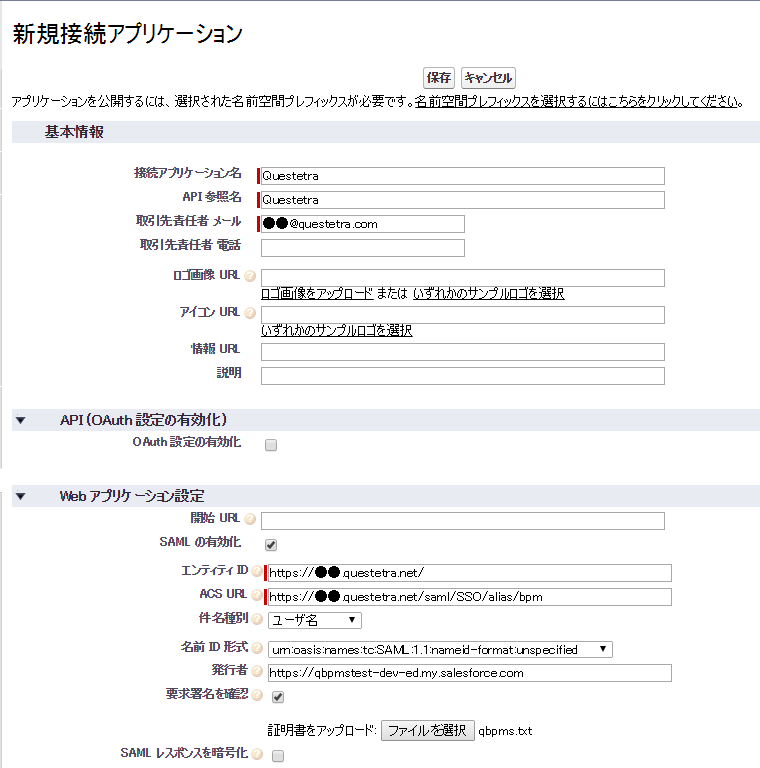 新規接続アプリケーション
保存 キャンセル
アプリケーションを公開するには、選択された名前空間プレフィックスが必要です。名前空間プレフィックスを選択するにはこちらをクリックしてください。
基本情報
接続アプリケーション名 Questetra
API 参照名 Questetra
取引先責任者 メール ●●@questetra.com
取引先責任者 電話
ロゴ画像 URL
ロゴ画像をアップロード または いずれかのサンプルロゴを選択
アイコン URL
いずれかのサンプルロゴを選択
情報 URL
説明
API (OAuth 設定の有効化)
OAuth 設定の有効化
Web アプリケーション設定
開始 URL
SAML の有効化
エンティティ ID https://●●.questetra.net/
ACS URL https://●●.questetra.net/saml/SSO/alias/bpm
件名種別 ユーザ名
名前 ID 形式 urn:oasis:names:tc:SAML:1.1:nameid-format:unspecified
発行者 https://qbpmstest-dev-ed.my.salesforce.com
要求署名を確認
証明書をアップロード: ファイルを選択 qbpms.txt
SAML レスポンスを暗号化